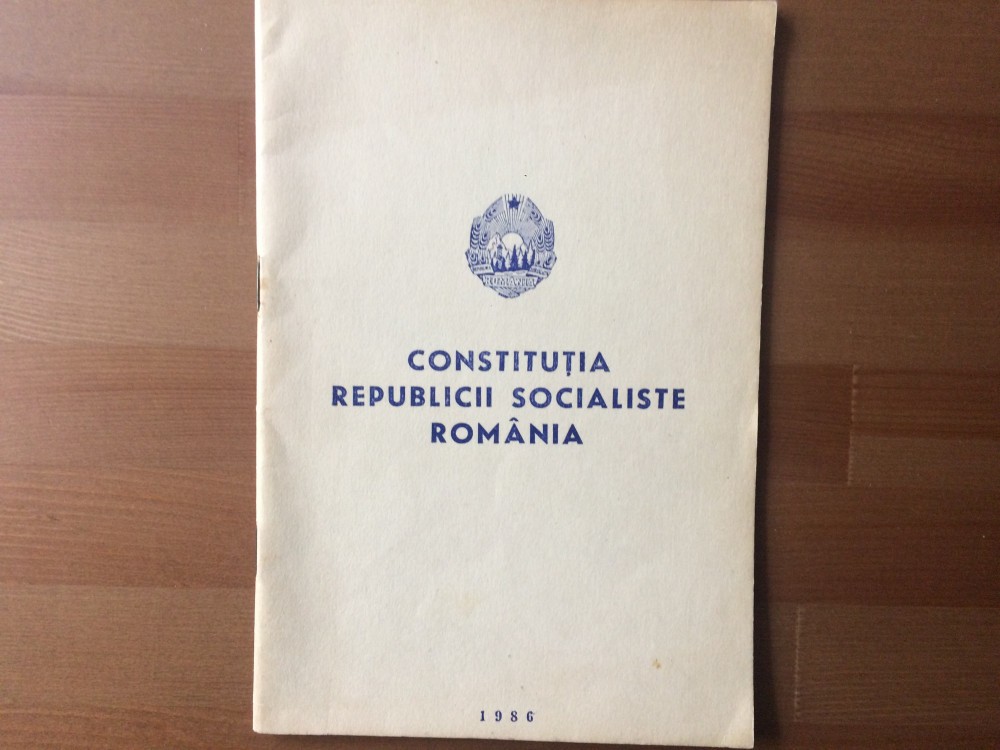 CONSTITUȚIA
REPUBLICII SOCIALISTE
ROMÂNIA
1986